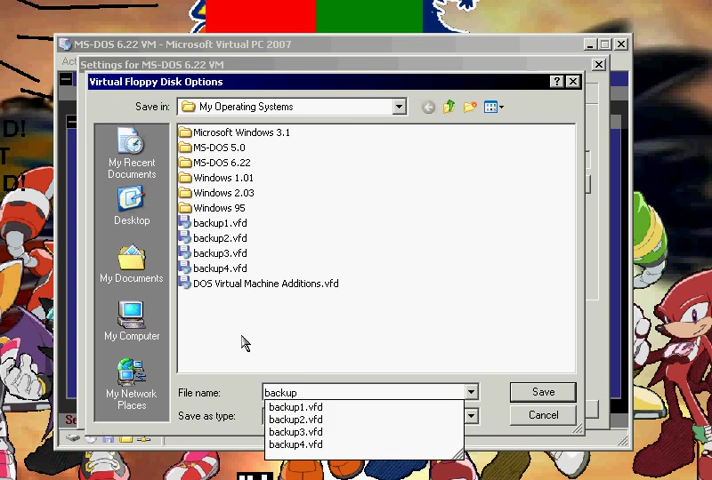 MS-DOS 6.22 VM - Microsoft Virtual PC 2007
Settings for MS-DOS 6.22 VM
Virtual Floppy Disk Options
Save in:
My Operating Systems
My Recent
Documents
Desktop
My Documents
My Computer
My Network
Places
Microsoft Windows 3.1
MS-DOS 5.0
MS-DOS 6.22
Windows 1.01
Windows 2.03
Windows 95
backup1.vfd
backup2.vfd
backup3.vfd
backup4.vfd
DOS Virtual Machine Additions.vfd
File name:
backup
Save
Save as type:
Cancel
backup1.vfd
backup2.vfd
backup3.vfd
backup4.vfd
D!
T
D!